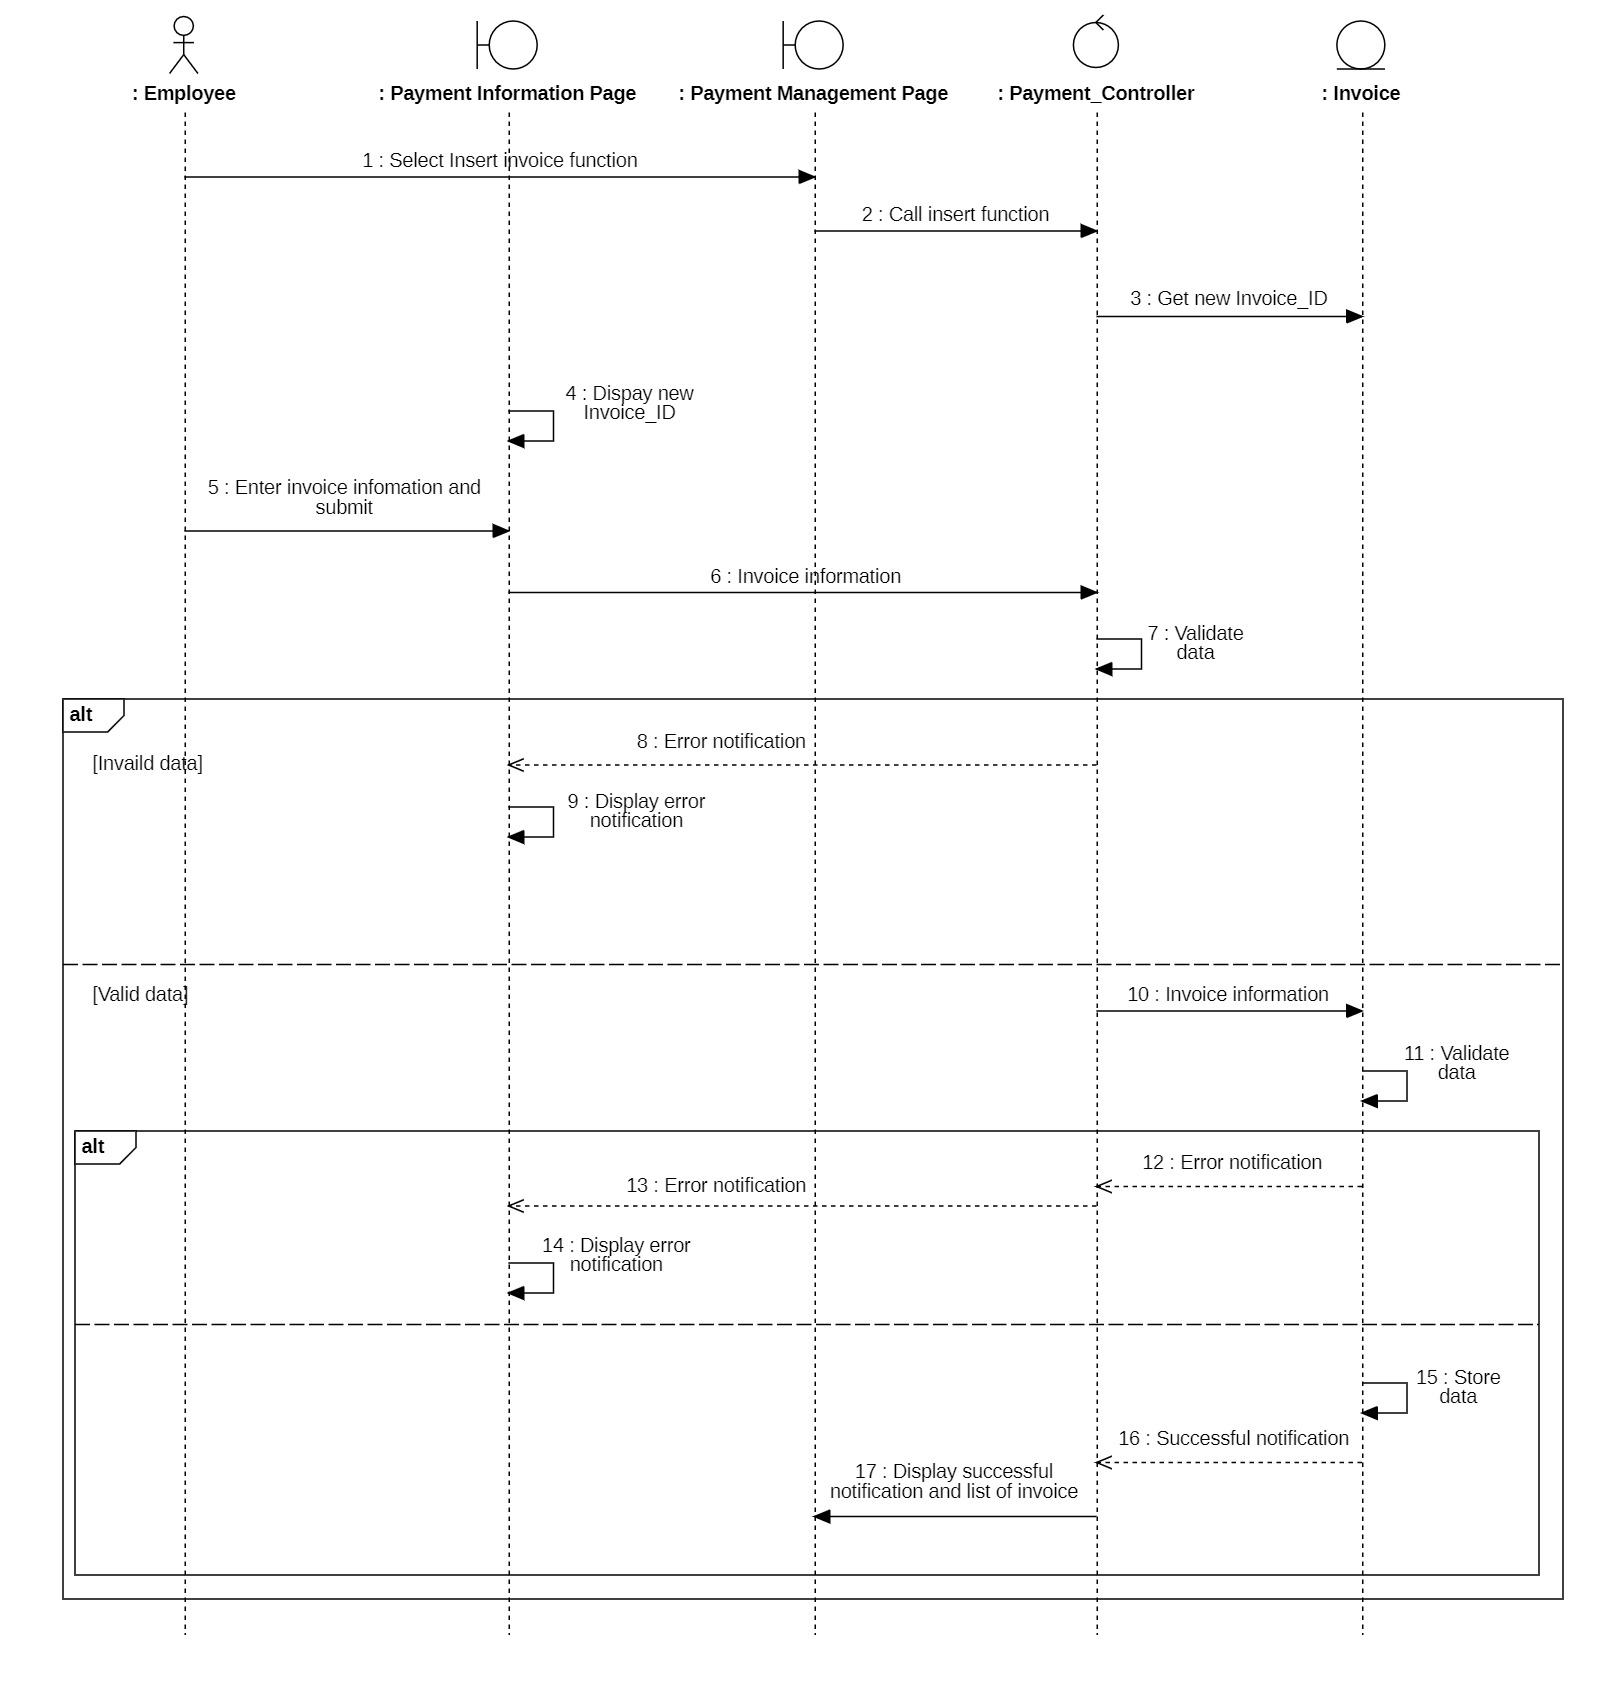 : Employee
: Payment Information Page
: Payment Management Page
: Payment_Controller
: Invoice
1 : Select Insert invoice function
2 : Call insert function
3 : Get new Invoice_ID
4 : Dispay new
Invoice_ID
5 : Enter invoice infomation and
submit
6 : Invoice information
7 : Validate
data
alt
[Invaild data]
8 : Error notification
9 : Display error
notification
[Valid data]
10 : Invoice information
11 : Validate
data
alt
12 : Error notification
13 : Error notification
14 : Display error
notification
15 : Store
data
16 : Successful notification
17 : Display successful
notification and list of invoice